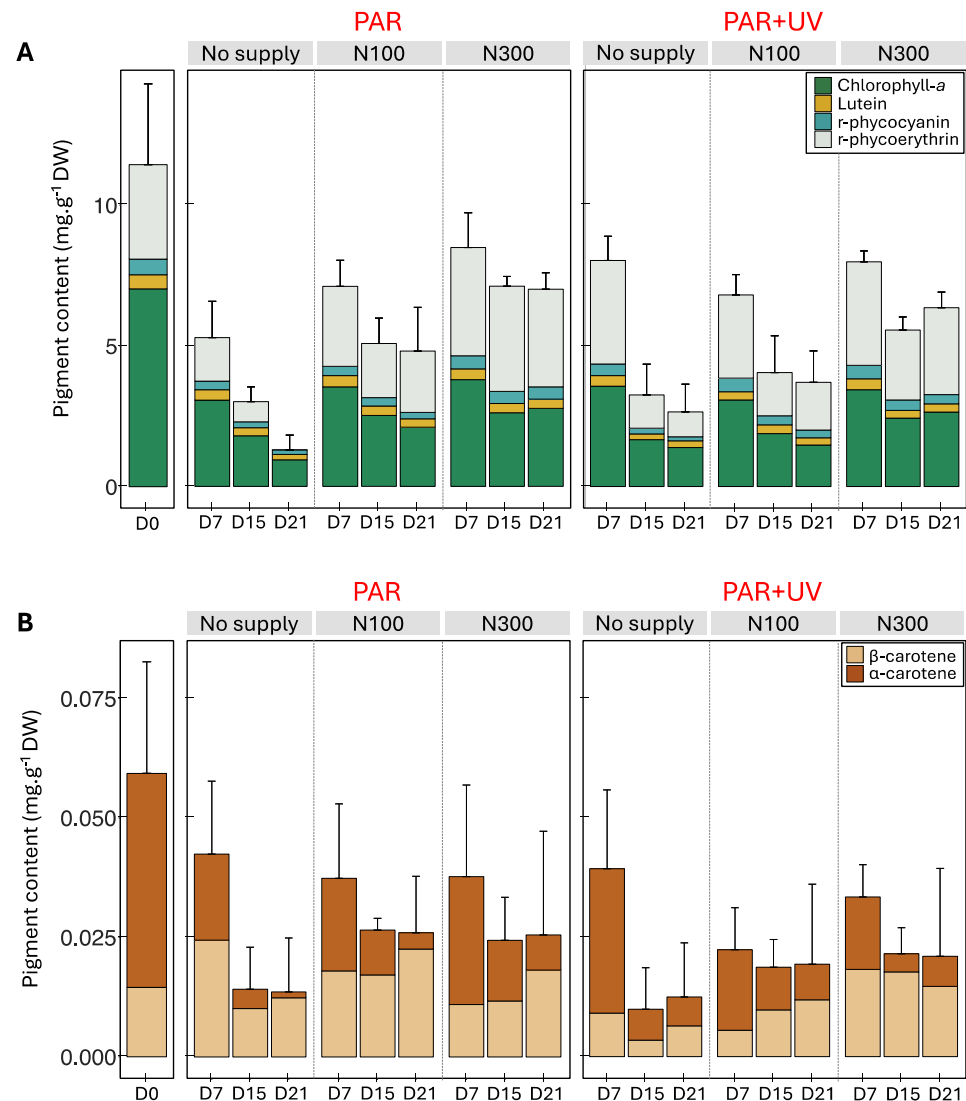 PAR PAR+UV
A
No supply N100 N300 No supply N100 N300
Chlorophyll-a
Lutein
r-phycocyanin
r-phycoerythrin
Pigment content (mg.g⁻¹ DW)
10
5
0
D0 D7 D15 D21 D7 D15 D21 D7 D15 D21 D7 D15 D21 D7 D15 D21 D7 D15 D21
PAR PAR+UV
B
No supply N100 N300 No supply N100 N300
β-carotene
α-carotene
Pigment content (mg.g⁻¹ DW)
0.075
0.050
0.025
0.000
D0 D7 D15 D21 D7 D15 D21 D7 D15 D21 D7 D15 D21 D7 D15 D21 D7 D15 D21